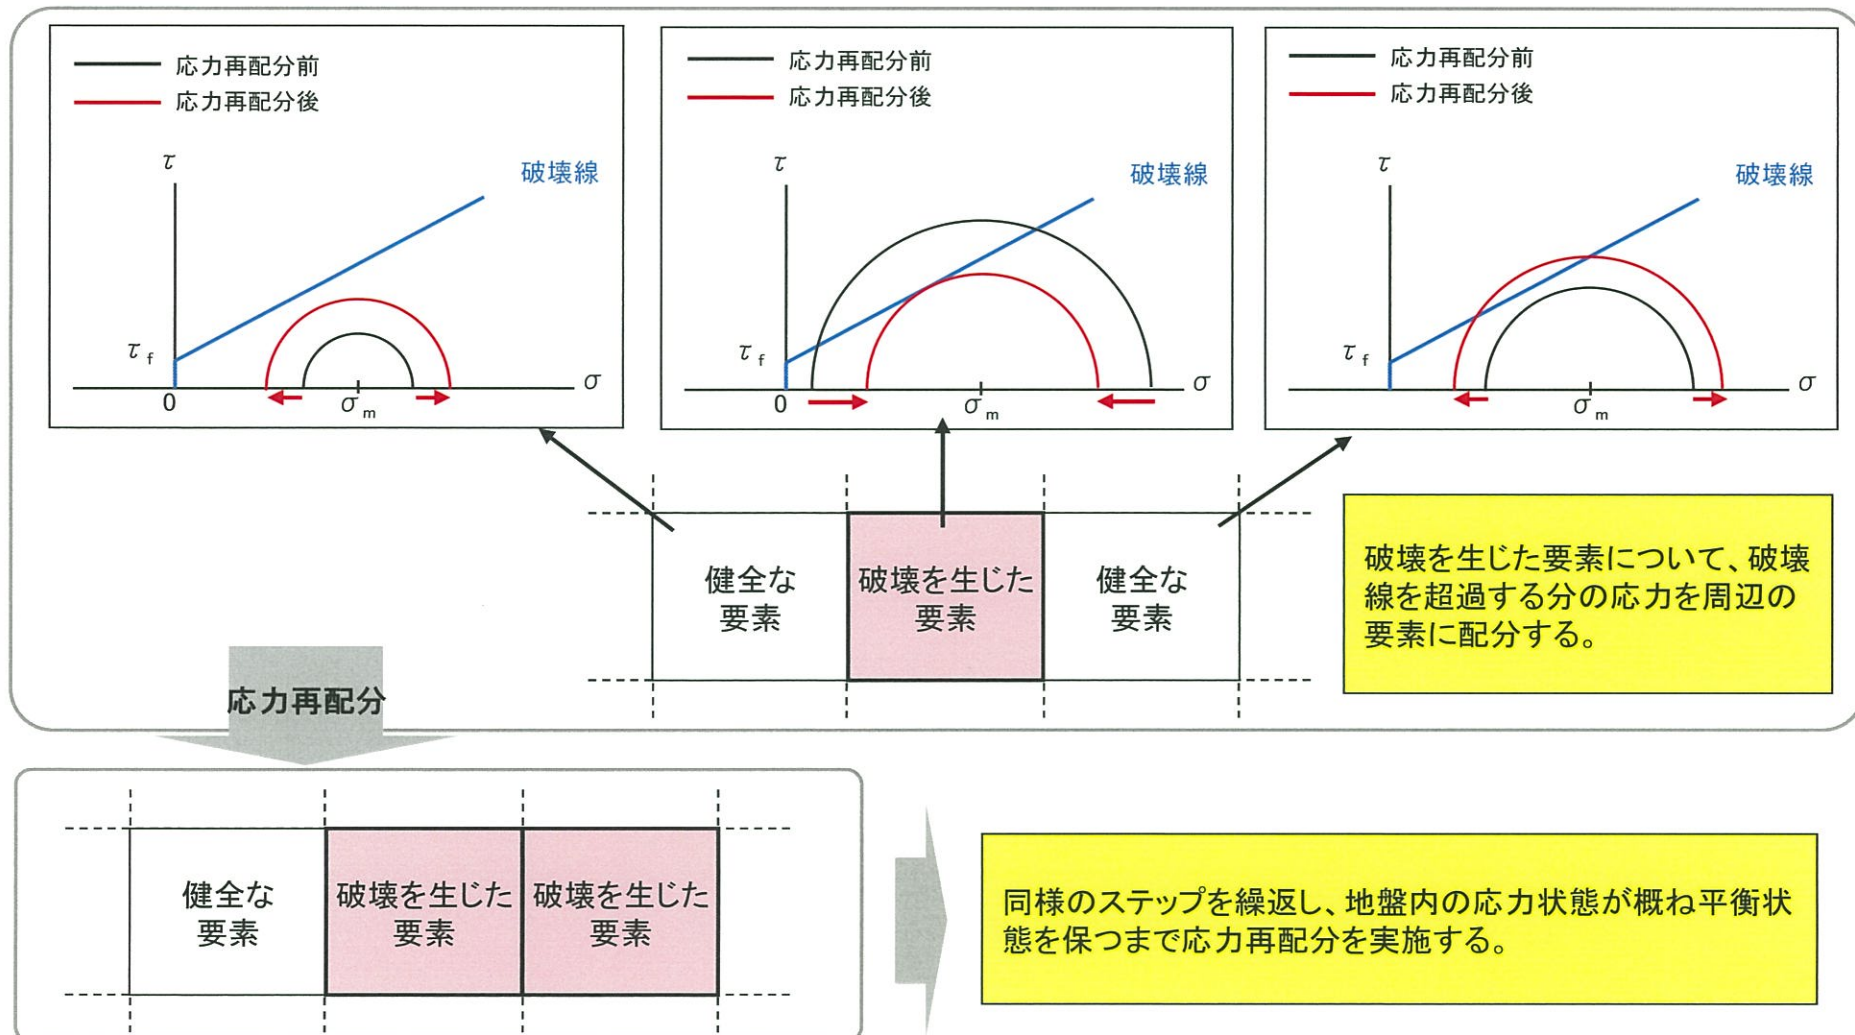 応力再配分前
応力再配分後
τ
破壊線
τf
0
σm
σ
応力再配分前
応力再配分後
τ
破壊線
τf
0
σm
σ
応力再配分前
応力再配分後
τ
破壊線
τf
σm
σ
健全な
要素
破壊を生じた
要素
健全な
要素
破壊を生じた要素について、破壊
線を超過する分の応力を周辺の
要素に配分する。
応力再配分
健全な
要素
破壊を生じた
要素
破壊を生じた
要素
同様のステップを繰返し、地盤内の応力状態が概ね平衡状
態を保つまで応力再配分を実施する。